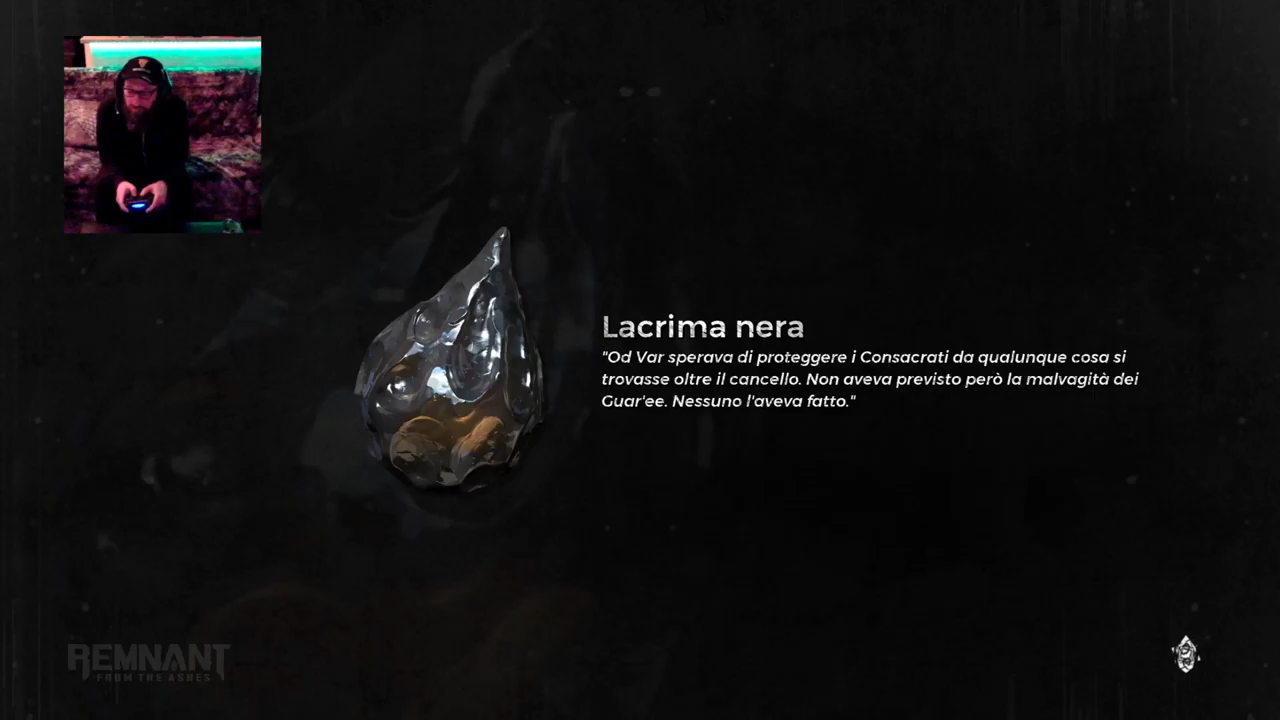 Lacrima nera
"Od Var sperava di proteggere i Consacrati da qualunque cosa si
trovasse oltre il cancello. Non aveva previsto però la malvagità dei
Guar'ee. Nessuno l'aveva fatto."
REMNANT
FROM THE ASHES